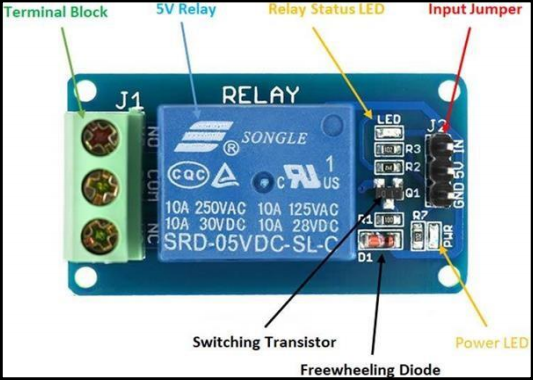 Terminal Block
5V Relay
Relay Status LED
Input Jumper
J1
RELAY
LED
J2
NO
COM
NC
SONGLE
®
CQC
c UR US
1
10A 250VAC 10A 125VAC
10A 30VDC 10A 28VDC
SRD-05VDC-SL-C
R3
R2
Q1
R1
D1
R7
PWR
IN
5V
GND
Switching Transistor
Freewheeling Diode
Power LED